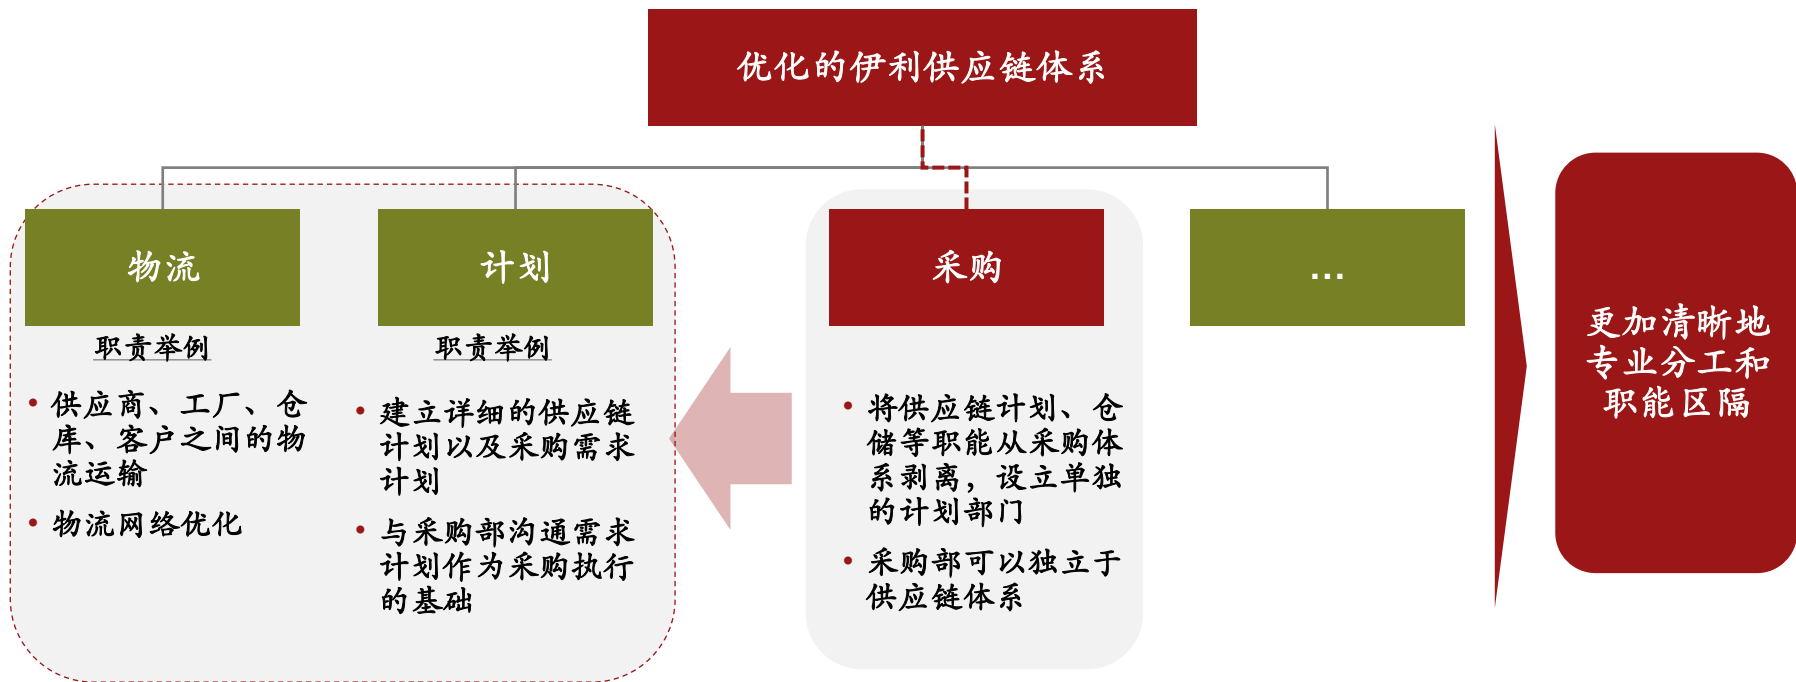 优化的伊利供应链体系
物流
计划
采购
...
职责举例
• 供应商、工厂、仓
库、客户之间的物
流运输
• 物流网络优化
职责举例
• 建立详细的供应链
计划以及采购需求
计划
• 与采购部沟通需求
计划作为采购执行
的基础
• 将供应链计划、仓
储等职能从采购体
系剥离，设立单独
的计划部门
• 采购部可以独立于
供应链体系
更加清晰地
专业分工和
职能区隔